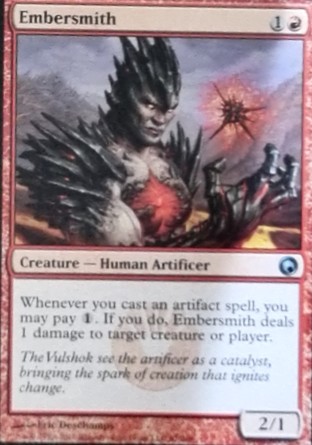 Embersmith 1
Creature — Human Artificer
Whenever you cast an artifact spell, you
may pay 1. If you do, Embersmith deals
1 damage to target creature or player.
The Vulshok see the artificer as a catalyst,
bringing the spark of creation that ignites
change.
Eric Deschamps
2/1